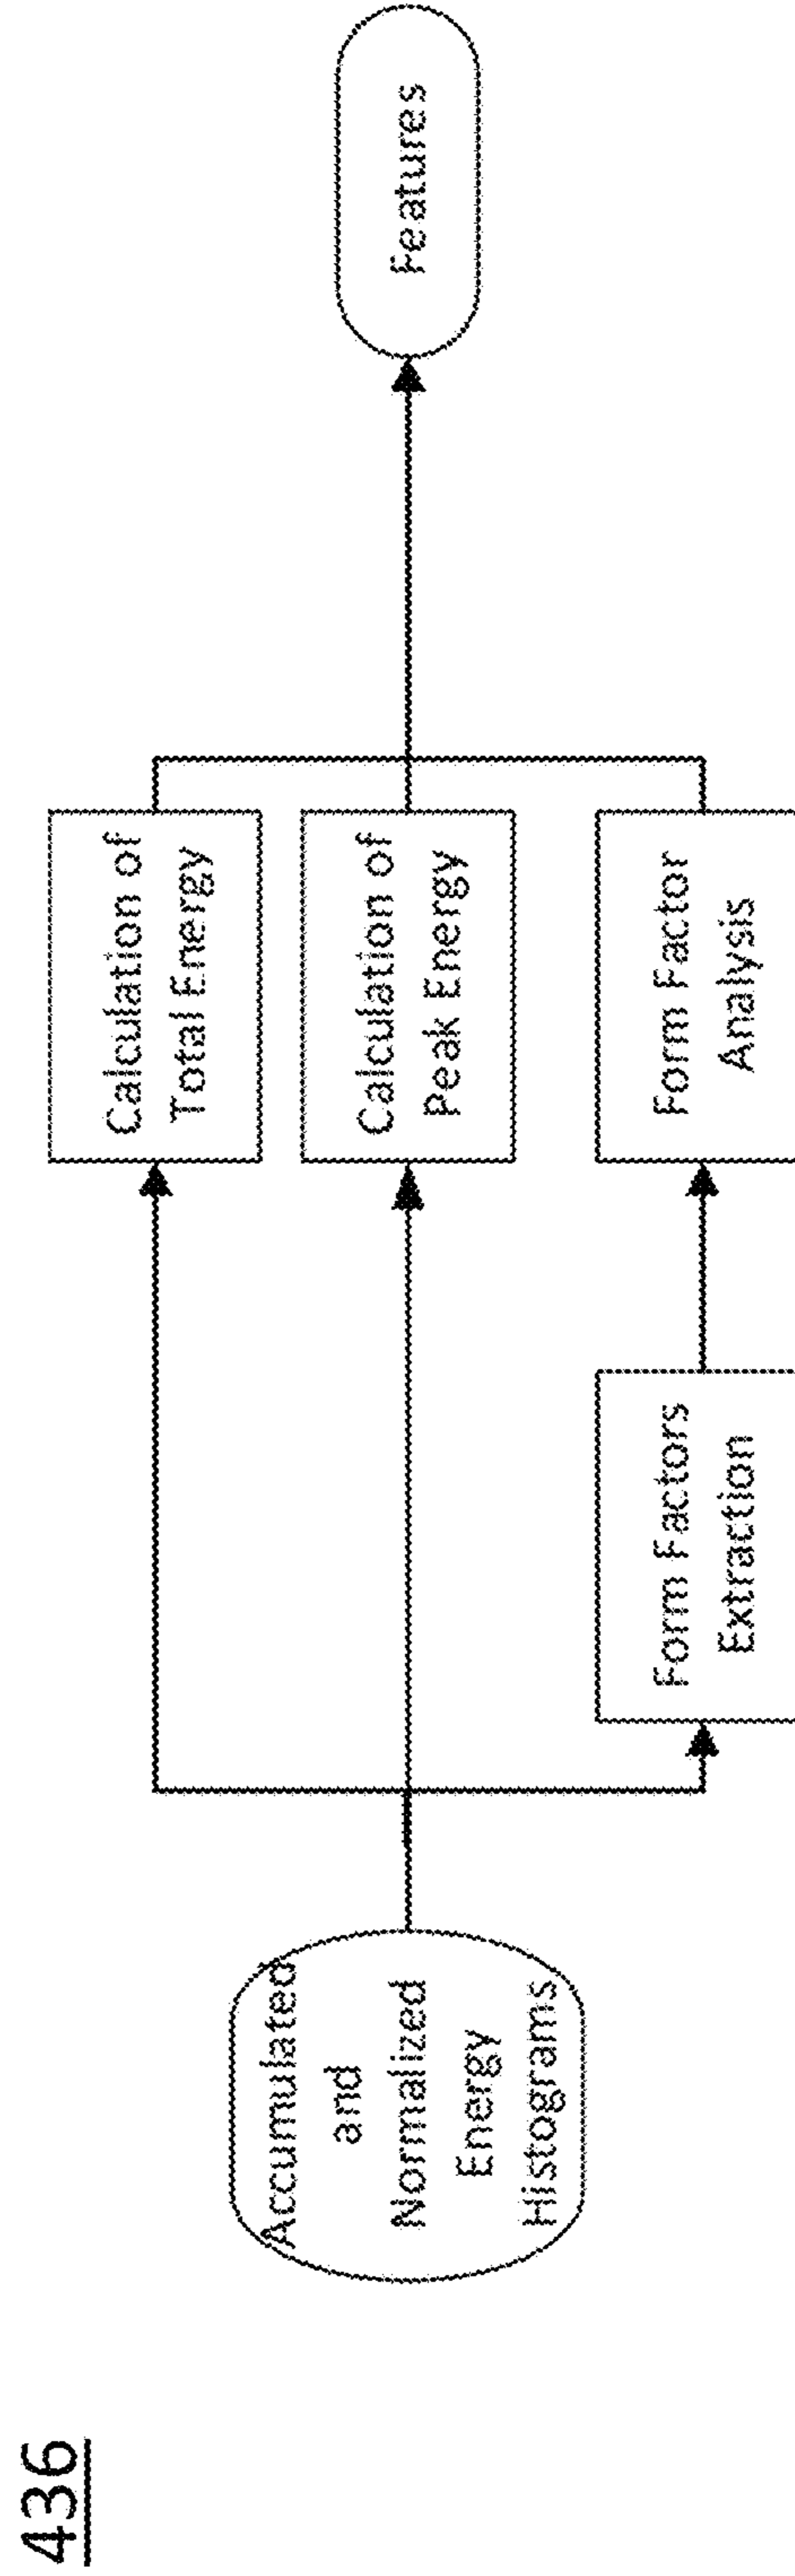 436
Accumulated
and
Normalized
Energy
Histograms
Form Factors
Extraction
Calculation of
Total Energy
Calculation of
Peak Energy
Form Factor
Analysis
Features